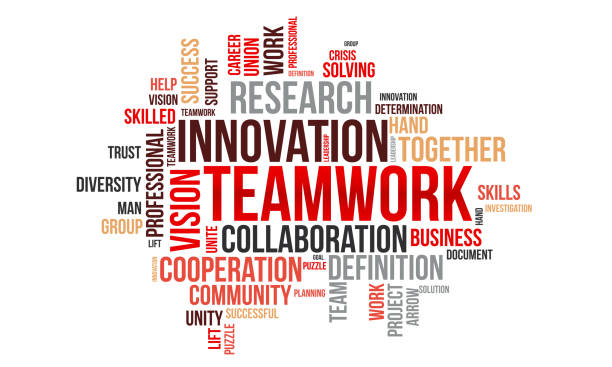 GROUP
CRISIS
SOLVING
CAREER
UNION
WORK
PROFESSIONAL
DEFINITION
SUCCESS
SUPPORT
HELP
VISION
SKILLED
TEAMWORK
RESEARCH
INNOVATION
DETERMINATION
HAND
TOGETHER
LEADERSHIP
INNOVATION
LEADERSHIP
TEAMWORK
PROFESSIONAL
TRUST
DIVERSITY
MAN
GROUP
LIFT
VISION
TEAMWORK
SKILLS
HAND
INVESTIGATION
UNITE
COLLABORATION
BUSINESS
DOCUMENT
INNOVATION
COOPERATION
GOAL
PUZZLE
DEFINITION
COMMUNITY
PLANNING
TEAM
WORK
PROJECT
ARROW
SOLUTION
UNITY
SUCCESSFUL
LIFT
PUZZLE